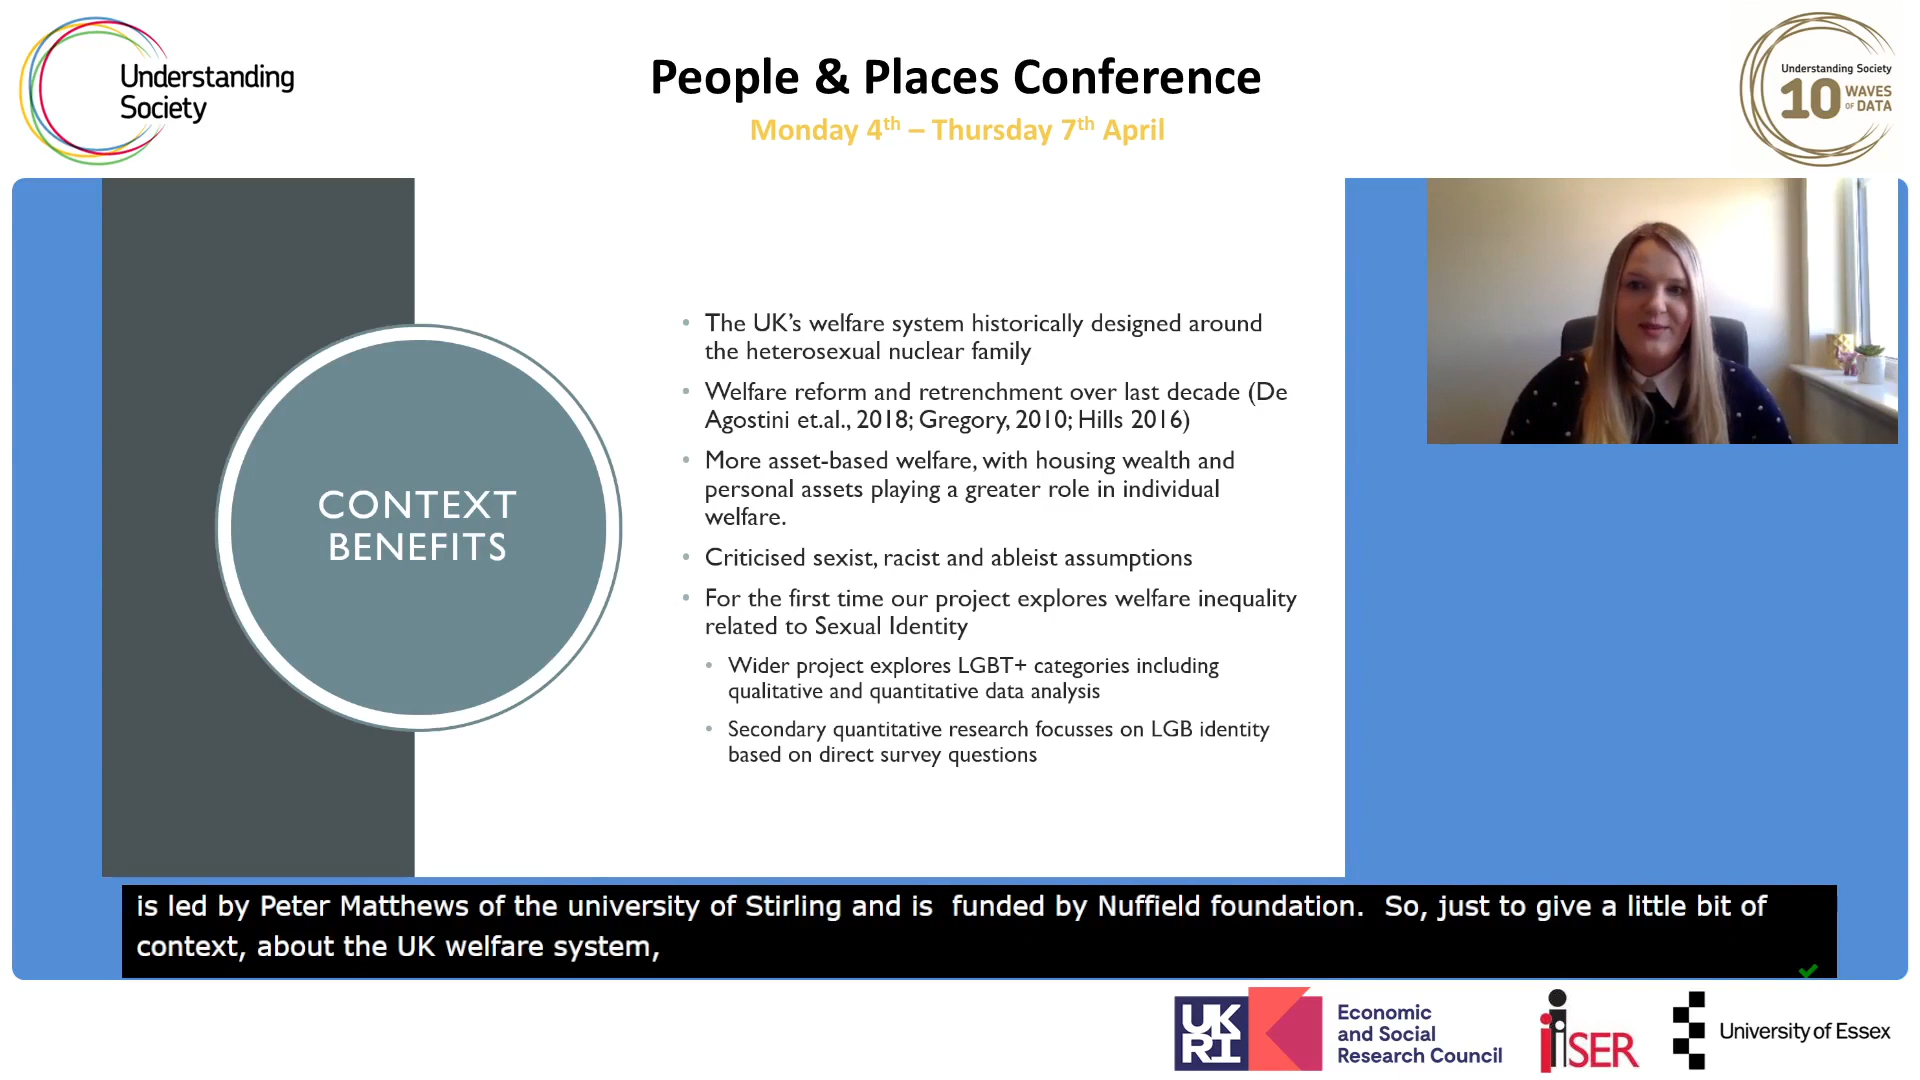 Understanding
Society
People & Places Conference
Monday 4th – Thursday 7th April
Understanding Society
10 WAVES
OF DATA
CONTEXT
BENEFITS
• The UK’s welfare system historically designed around
the heterosexual nuclear family
• Welfare reform and retrenchment over last decade (De
Agostini et.al., 2018; Gregory, 2010; Hills 2016)
• More asset-based welfare, with housing wealth and
personal assets playing a greater role in individual
welfare.
• Criticised sexist, racist and ableist assumptions
• For the first time our project explores welfare inequality
related to Sexual Identity
• Wider project explores LGBT+ categories including
qualitative and quantitative data analysis
• Secondary quantitative research focusses on LGB identity
based on direct survey questions
is led by Peter Matthews of the university of Stirling and is  funded by Nuffield foundation.  So, just to give a little bit of
context, about the UK welfare system,
UK
RI
Economic
and Social
Research Council
iSER
University of Essex